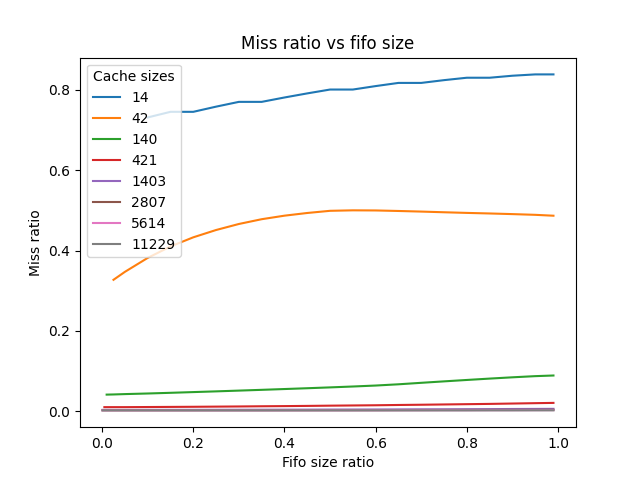 Miss ratio vs fifo size
Cache sizes
14
42
140
421
1403
2807
5614
11229
Miss ratio
0.8
0.6
0.4
0.2
0.0
0.0 0.2 0.4 0.6 0.8 1.0
Fifo size ratio